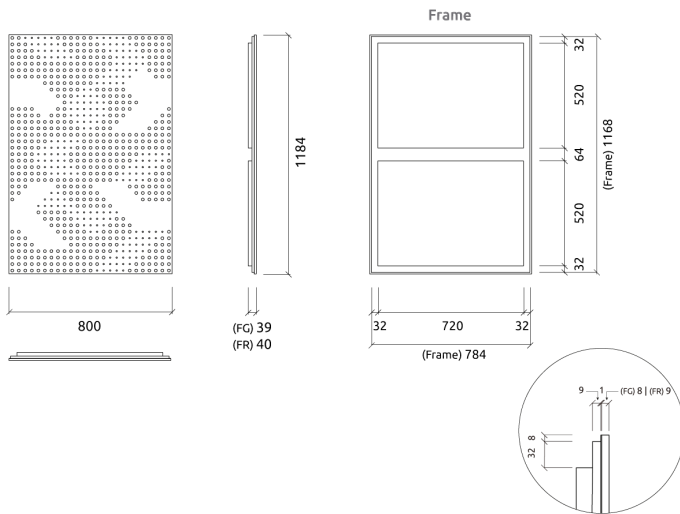 Frame
32
520
64
520
32
(Frame) 1168
1184
800
(FG) 39
(FR) 40
32 720 32
(Frame) 784
9 1 (FG) 8 | (FR) 9
8
32